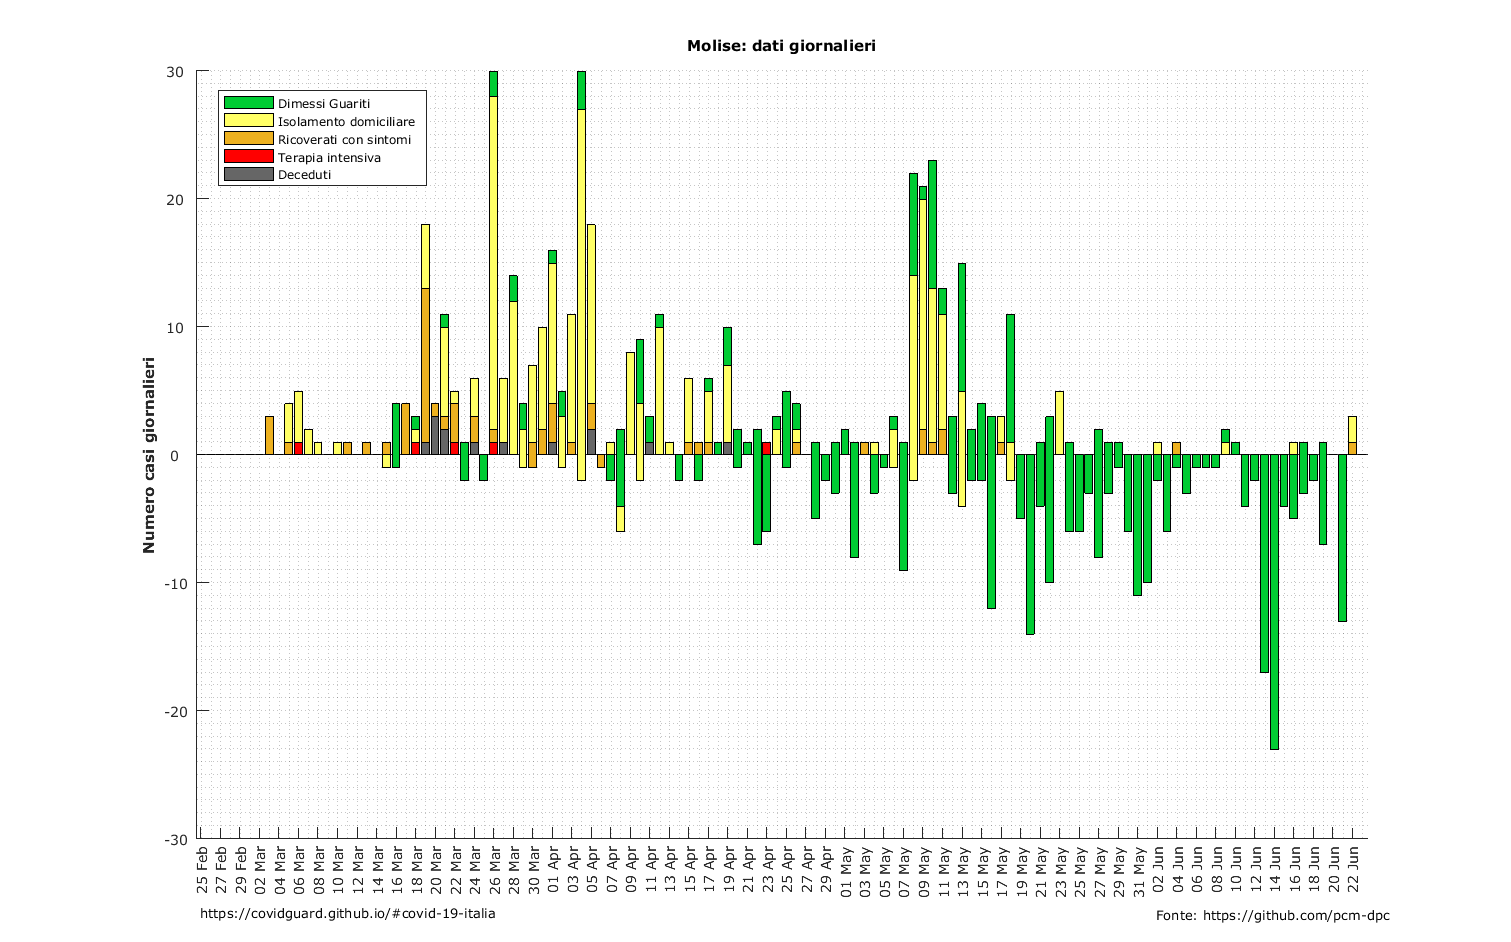 Molise: dati giornalieri
30
20
10
0
-10
-20
-30
Numero casi giornalieri
Dimessi Guariti
Isolamento domiciliare
Ricoverati con sintomi
Terapia intensiva
Deceduti
25 Feb
27 Feb
29 Feb
02 Mar
04 Mar
06 Mar
08 Mar
10 Mar
12 Mar
14 Mar
16 Mar
18 Mar
20 Mar
22 Mar
24 Mar
26 Mar
28 Mar
30 Mar
01 Apr
03 Apr
05 Apr
07 Apr
09 Apr
11 Apr
13 Apr
15 Apr
17 Apr
19 Apr
21 Apr
23 Apr
25 Apr
27 Apr
29 Apr
01 May
03 May
05 May
07 May
09 May
11 May
13 May
15 May
17 May
19 May
21 May
23 May
25 May
27 May
29 May
31 May
02 Jun
04 Jun
06 Jun
08 Jun
10 Jun
12 Jun
14 Jun
16 Jun
18 Jun
20 Jun
22 Jun
https://covidguard.github.io/#covid-19-italia
Fonte: https://github.com/pcm-dpc